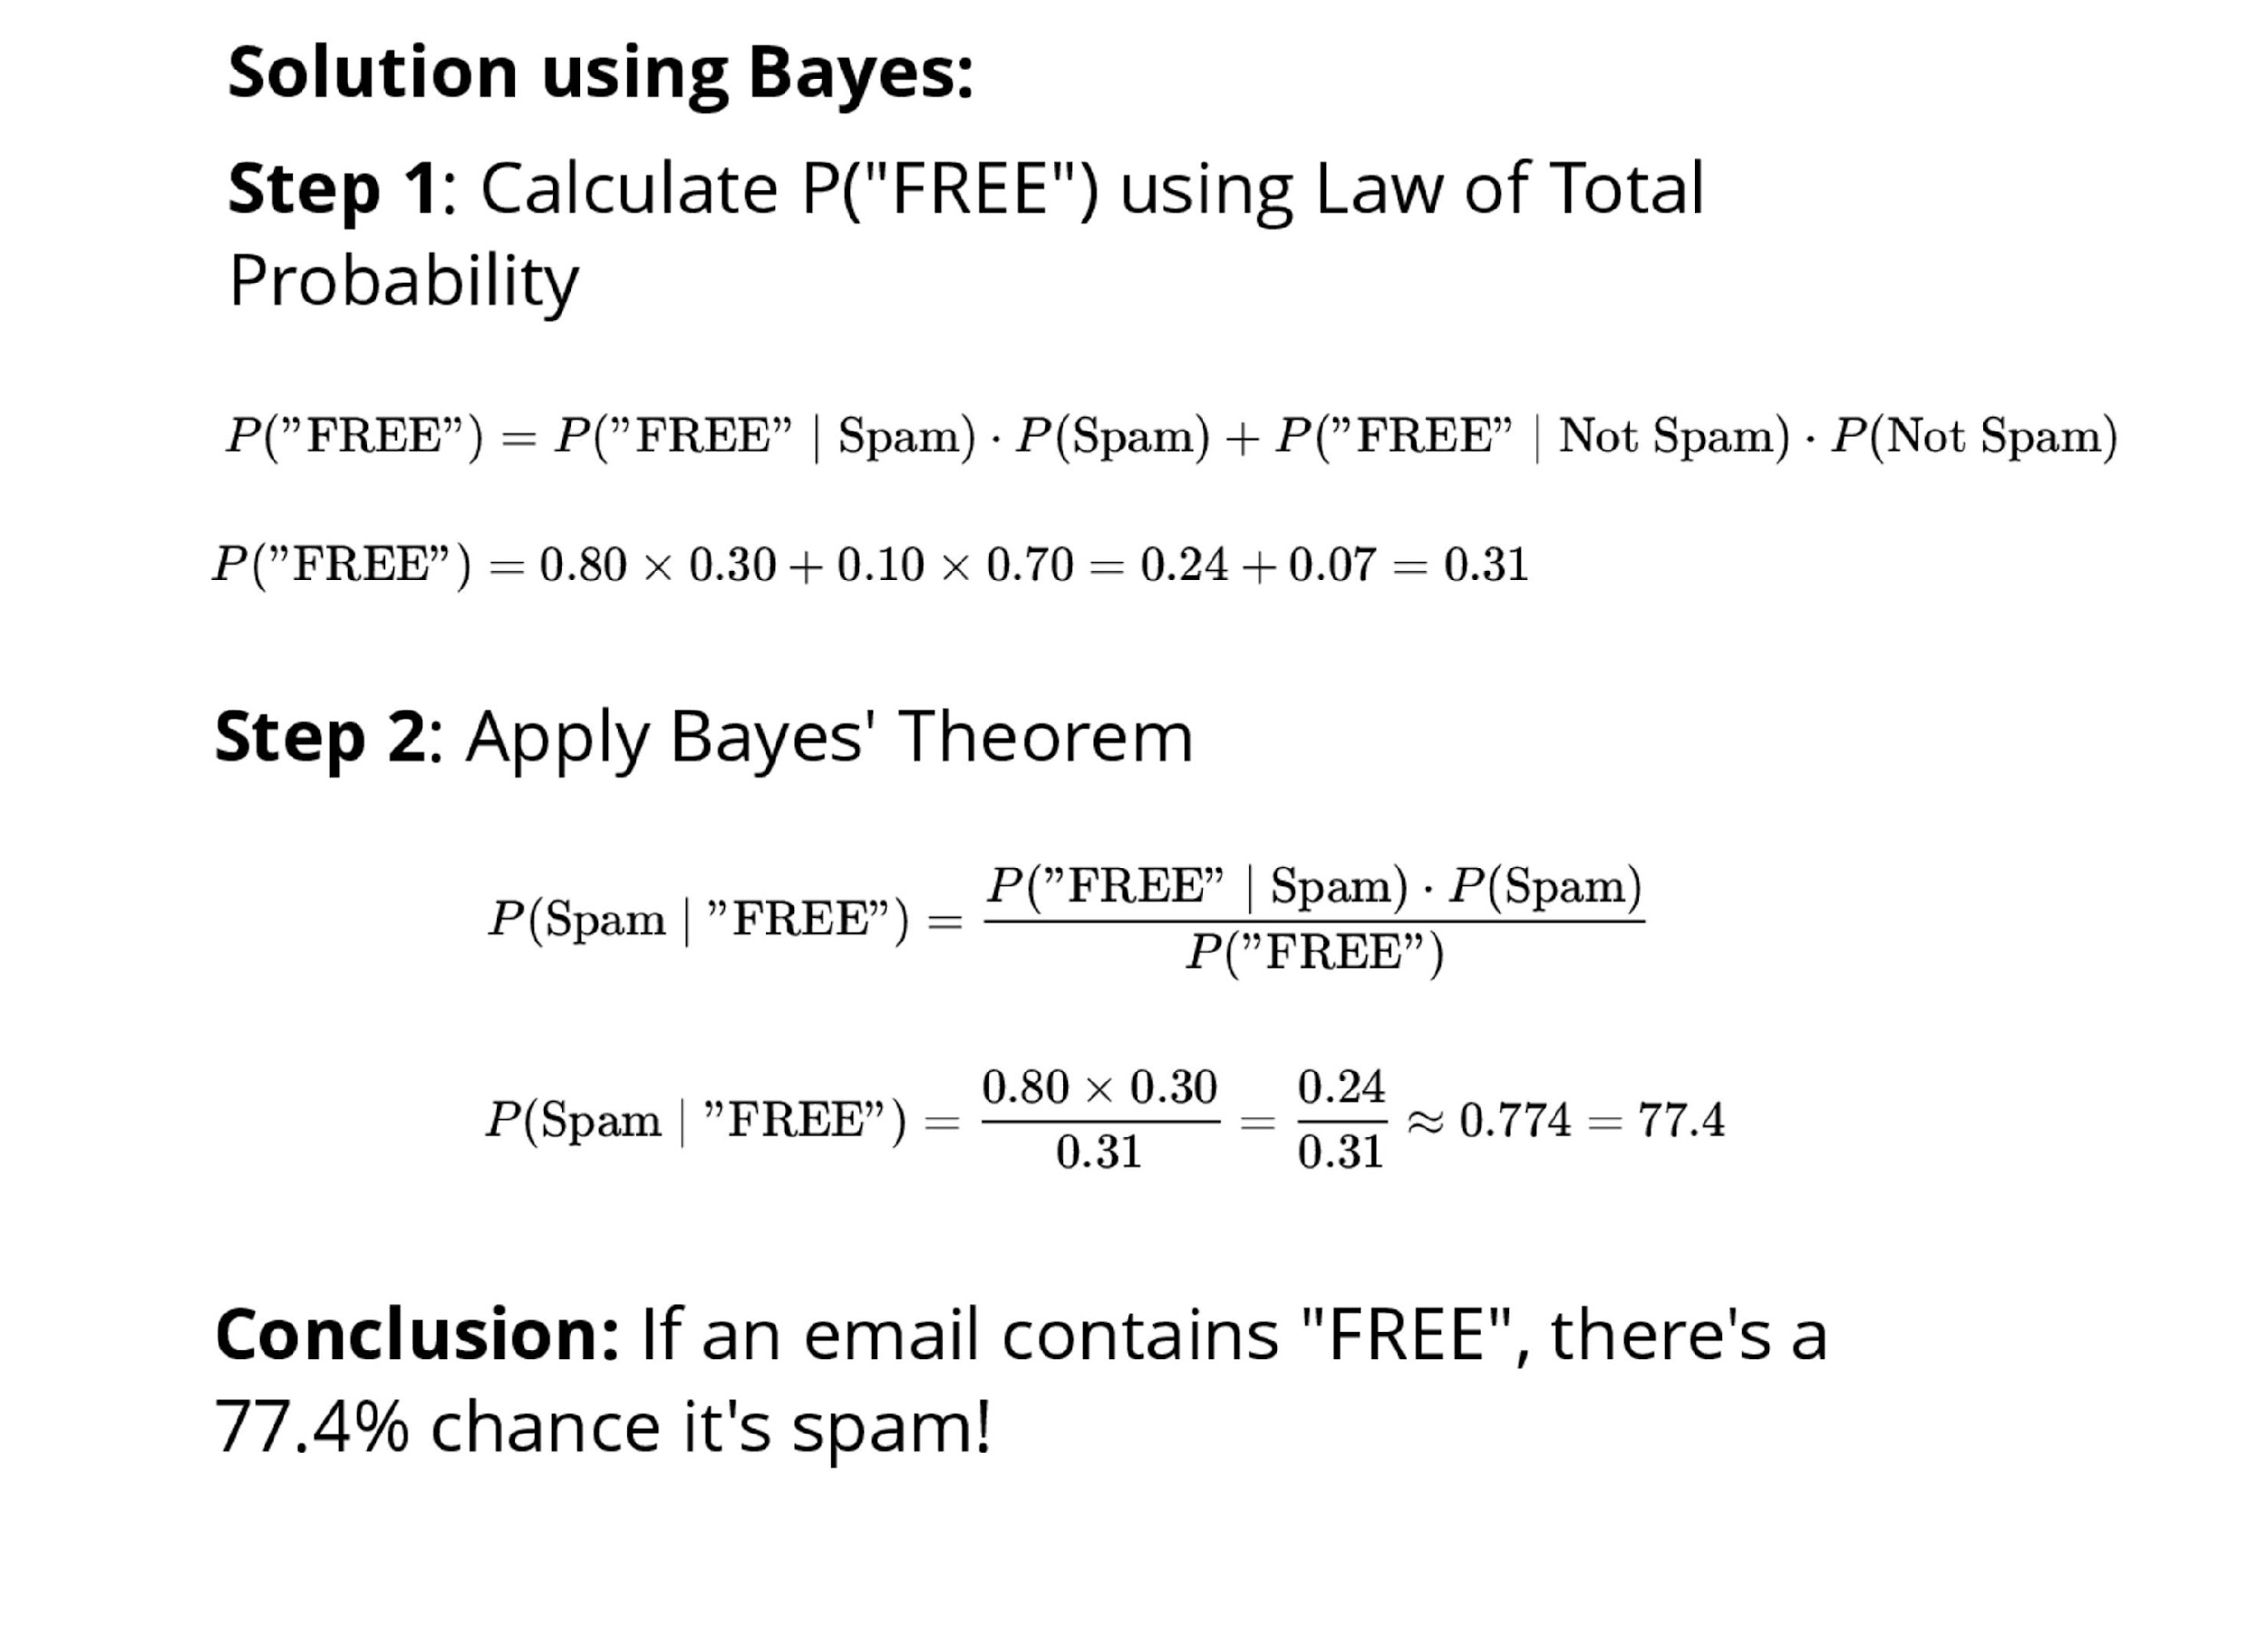 Solution using Bayes:
Step 1: Calculate P("FREE") using Law of Total
Probability
P(”FREE”) = P(”FREE” | Spam) · P(Spam) + P(”FREE” | Not Spam) · P(Not Spam)
P(”FREE”) = 0.80 × 0.30 + 0.10 × 0.70 = 0.24 + 0.07 = 0.31
Step 2: Apply Bayes' Theorem
P(Spam | ”FREE”) = P(”FREE” | Spam) · P(Spam) / P(”FREE”)
P(Spam | ”FREE”) = 0.80 × 0.30 / 0.31 = 0.24 / 0.31 ≈ 0.774 = 77.4
Conclusion: If an email contains "FREE", there's a
77.4% chance it's spam!